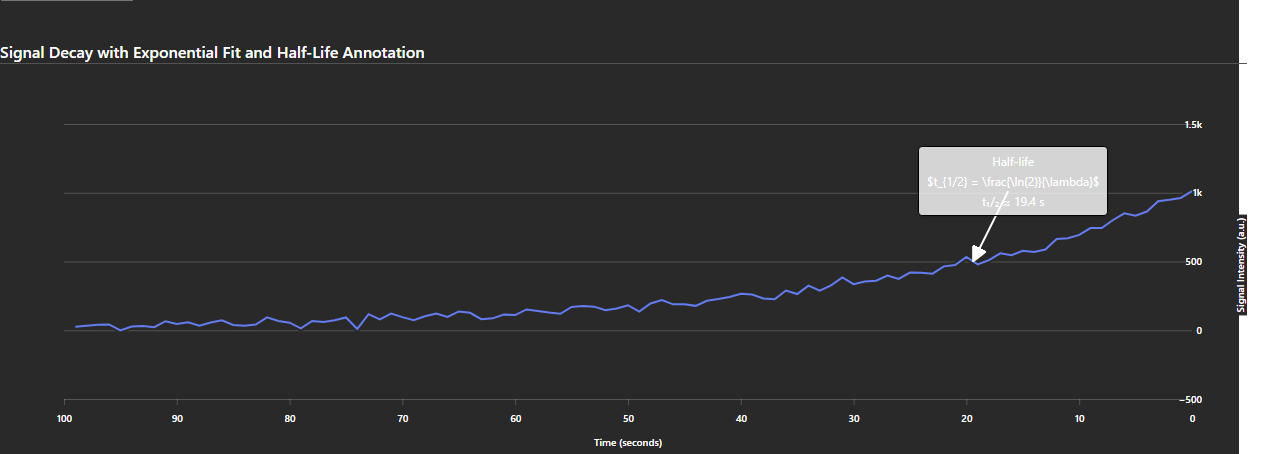 Signal Decay with Exponential Fit and Half-Life Annotation
1.5k
Half-life
$t_{1/2} = \frac{\ln(2)}{\lambda}$
t₁/₂ ≈ 19.4 s
1k
500
0
−500
Signal Intensity (a.u.)
100 90 80 70 60 50 40 30 20 10 0
Time (seconds)